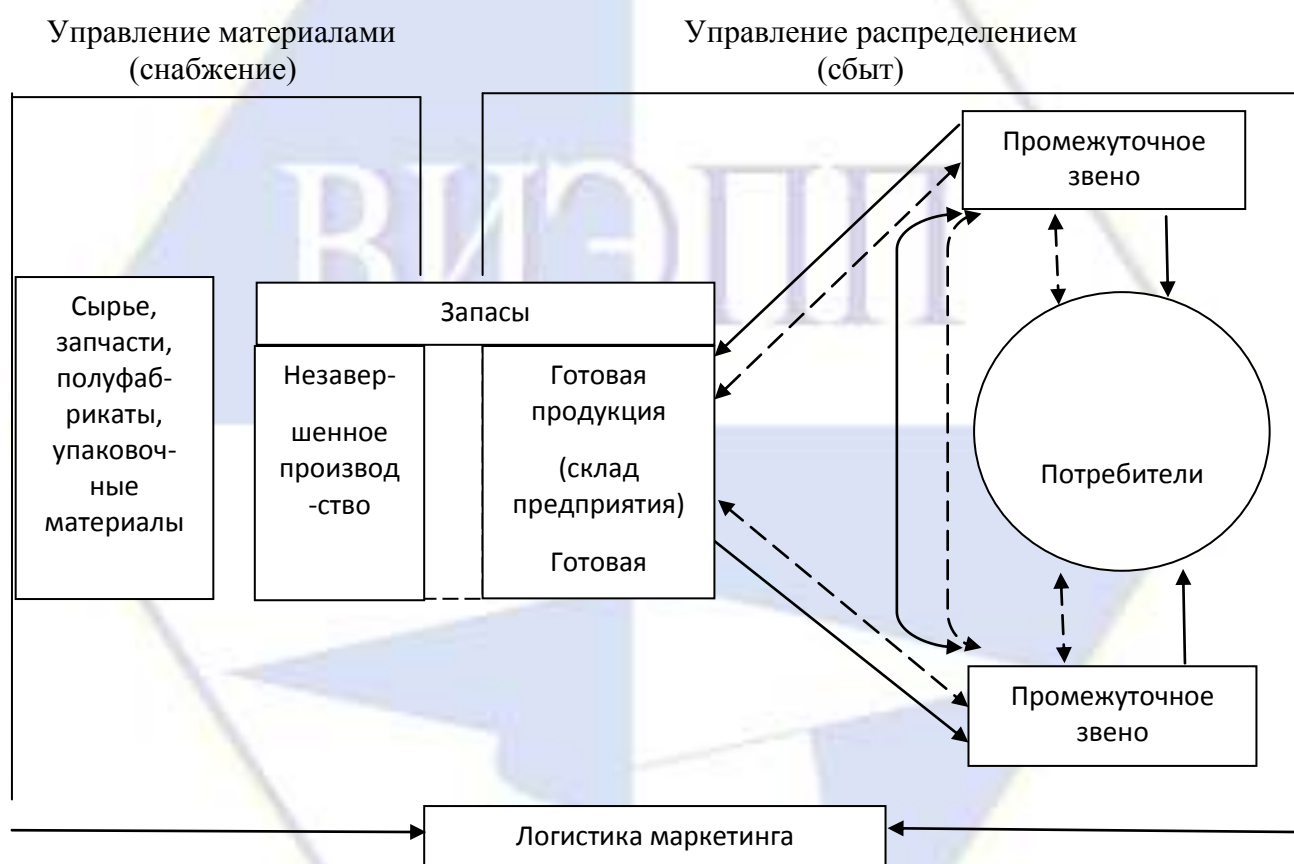 Управление материалами
(снабжение)
Управление распределением
(сбыт)
ВИЭПП
Промежуточное
звено
Сырье,
запчасти,
полуфаб-
рикаты,
упаковоч-
ные
материалы
Запасы
Незавер-
шенное
производ
-ство
Готовая
продукция
(склад
предприятия)
Готовая
Потребители
Промежуточное
звено
Логистика маркетинга